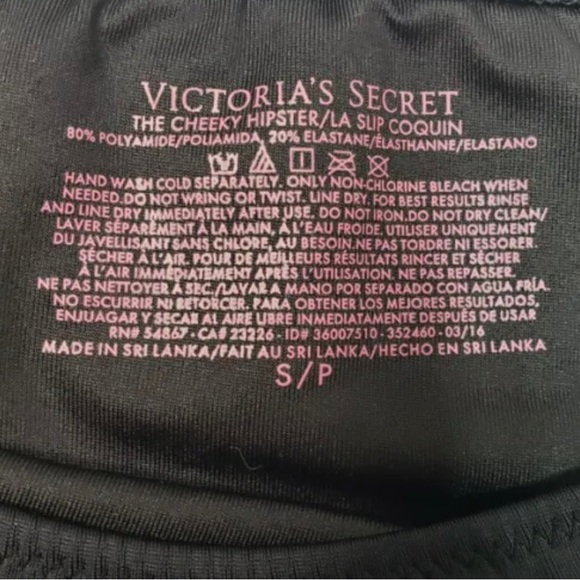 VICTORIA'S SECRET
THE CHEEKY HIPSTER/LA SLIP COQUIN
80% POLYAMIDE/POLIAMIDA, 20% ELASTANE/ÉLASTHANNE/ELASTANO
HAND WASH COLD SEPARATELY. ONLY NON-CHLORINE BLEACH WHEN
NEEDED. DO NOT WRING OR TWIST. LINE DRY. FOR BEST RESULTS RINSE
AND LINE DRY IMMEDIATELY AFTER USE. DO NOT IRON. DO NOT DRY CLEAN/
LAVER SÉPARÉMENT À LA MAIN, À L'EAU FROIDE. UTILISER UNIQUEMENT
DU JAVELLISANT SANS CHLORE, AU BESOIN. NE PAS TORDRE NI ESSORER.
SÉCHER À L'AIR. POUR DE MEILLEURS RÉSULTATS RINCER ET SÉCHER
À L'AIR IMMÉDIATEMENT APRÈS L'UTILISATION. NE PAS REPASSER.
NE PAS NETTOYER À SEC./LAVAR A MANO POR SEPARADO CON AGUA FRÍA.
NO ESCURRIR NI RETORCER. PARA OBTENER LOS MEJORES RESULTADOS,
ENJUAGAR Y SECAR AL AIRE LIBRE INMEDIATAMENTE DESPUÉS DE USAR
RN# 54867 - CA# 23226 - ID# 36007510 - 352460 - 03/16
MADE IN SRI LANKA/FAIT AU SRI LANKA/HECHO EN SRI LANKA
S/P